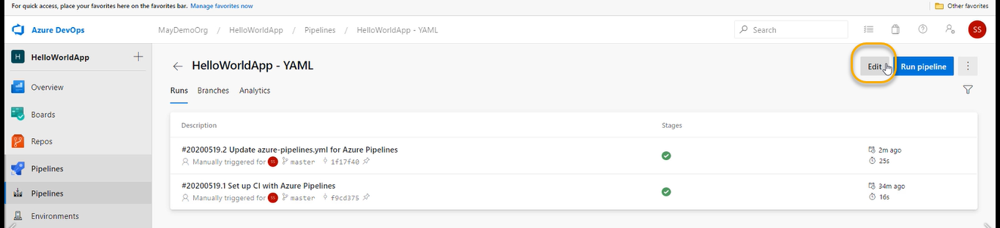 For quick access, place your favorites here on the favorites bar. Manage favorites now
Other favorites
Azure DevOps
MayDemoOrg / HelloWorldApp / Pipelines / HelloWorldApp - YAML
Search
SS
H HelloWorldApp
HelloWorldApp - YAML
Edit
Run pipeline
Overview
Boards
Repos
Pipelines
Pipelines
Environments
Runs Branches Analytics
Description Stages
#20200519.2 Update azure-pipelines.yml for Azure Pipelines
Manually triggered for SS master 1f17f40
2m ago
25s
#20200519.1 Set up CI with Azure Pipelines
Manually triggered for SS master f9cd375
34m ago
16s